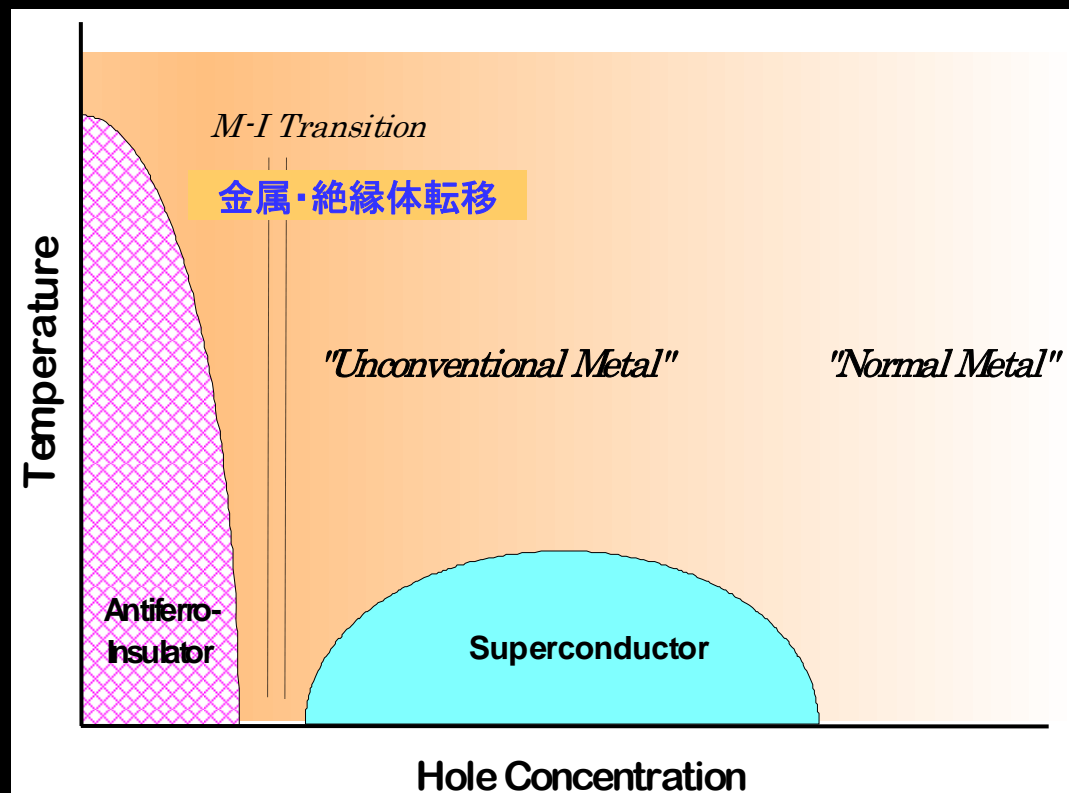 M-I Transition
金属・絶縁体転移
Temperature
"Unconventional Metal"
"Normal Metal"
Antiferro-
Insulator
Superconductor
Hole Concentration